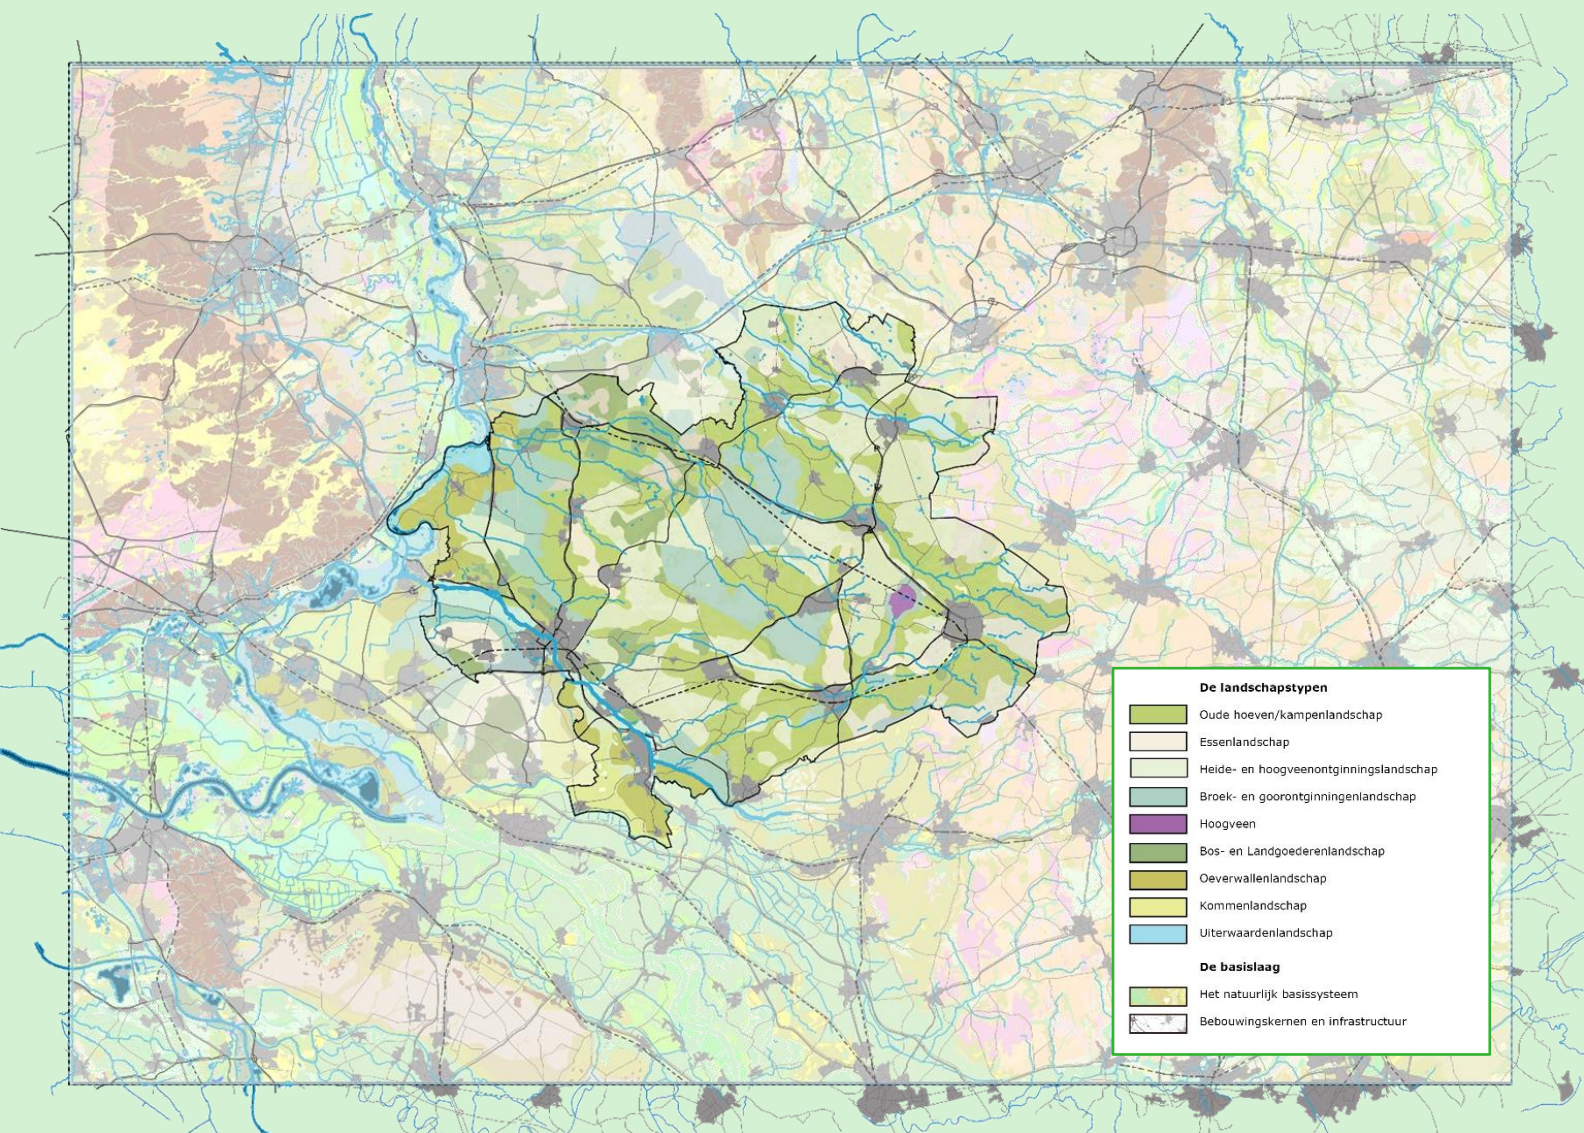 De landschapstypen
Oude hoeven/kampenlandschap
Essenlandschap
Heide- en hoogveenontginningslandschap
Broek- en goorontginningenlandschap
Hoogveen
Bos- en Landgoederenlandschap
Oeverwallenlandschap
Kommenlandschap
Uiterwaardenlandschap
De basislaag
Het natuurlijk basissysteem
Bebouwingskernen en infrastructuur